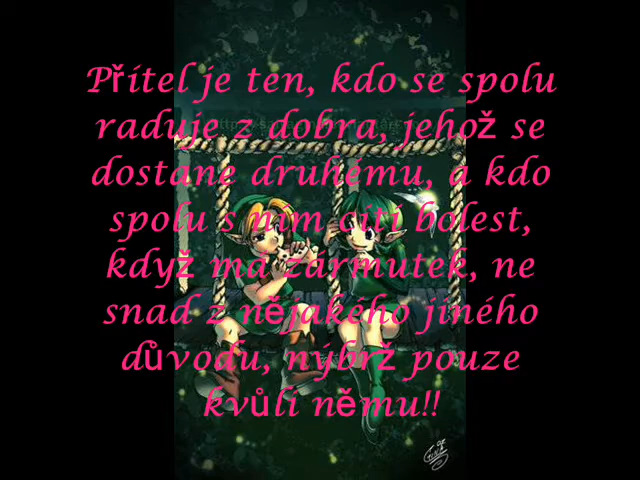 Přítel je ten, kdo se spolu
raduje z dobra, jehož se
dostane druhému, a kdo
spolu s ním cítí bolest,
když má zármutek, ne
snad z nějakého jiného
důvodu, nýbrž pouze
kvůli němu!!